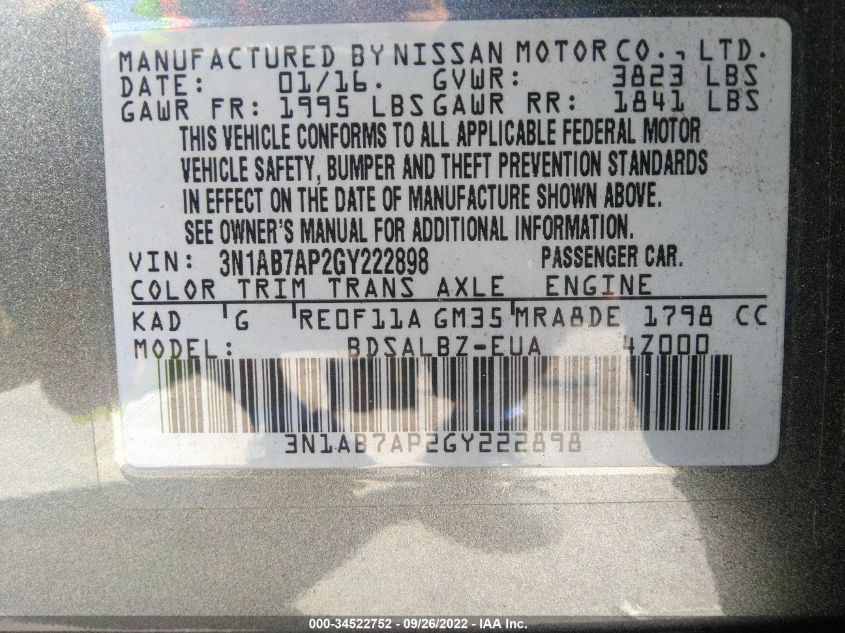 MANUFACTURED BY NISSAN MOTOR CO., LTD.
DATE: 01/16. GVWR: 3823 LBS
GAWR FR: 1995 LBS GAWR RR: 1841 LBS
THIS VEHICLE CONFORMS TO ALL APPLICABLE FEDERAL MOTOR
VEHICLE SAFETY, BUMPER AND THEFT PREVENTION STANDARDS
IN EFFECT ON THE DATE OF MANUFACTURE SHOWN ABOVE.
SEE OWNER'S MANUAL FOR ADDITIONAL INFORMATION.
VIN: 3N1AB7AP2GY222898 PASSENGER CAR.
COLOR TRIM TRANS AXLE ENGINE
KAD G RE0F11A GM35 MRA8DE 1798 CC
MODEL: BDSALBZ-EUA 4Z000
3N1AB7AP2GY222898
000-34522752 - 09/26/2022 - IAA Inc.